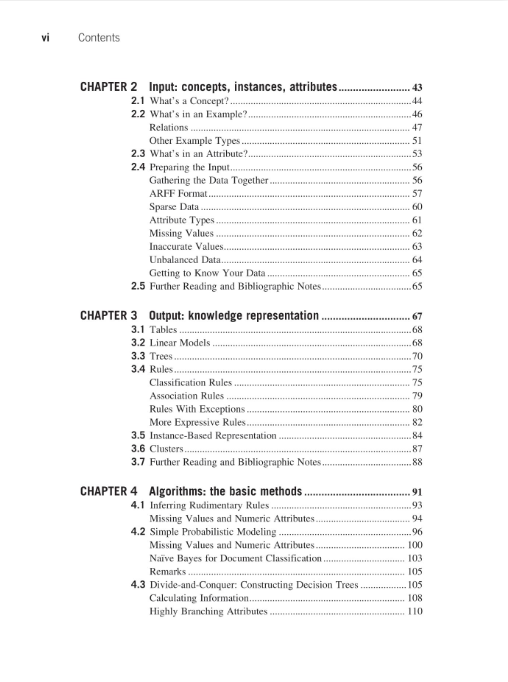 vi Contents
CHAPTER 2 Input: concepts, instances, attributes.......................... 43
2.1 What's a Concept?....................................................................44
2.2 What's in an Example?..............................................................46
Relations ................................................................................. 47
Other Example Types............................................................... 51
2.3 What's in an Attribute?..............................................................53
2.4 Preparing the Input....................................................................56
Gathering the Data Together.................................................... 56
ARFF Format........................................................................... 57
Sparse Data .............................................................................. 60
Attribute Types........................................................................ 61
Missing Values ........................................................................ 62
Inaccurate Values..................................................................... 63
Unbalanced Data...................................................................... 64
Getting to Know Your Data ..................................................... 65
2.5 Further Reading and Bibliographic Notes..................................65
CHAPTER 3 Output: knowledge representation ............................... 67
3.1 Tables ......................................................................................68
3.2 Linear Models ..........................................................................68
3.3 Trees........................................................................................70
3.4 Rules........................................................................................75
Classification Rules ................................................................. 75
Association Rules .................................................................... 79
Rules With Exceptions ............................................................. 80
More Expressive Rules............................................................. 82
3.5 Instance-Based Representation .................................................84
3.6 Clusters....................................................................................87
3.7 Further Reading and Bibliographic Notes..................................88
CHAPTER 4 Algorithms: the basic methods ..................................... 91
4.1 Inferring Rudimentary Rules ....................................................93
Missing Values and Numeric Attributes................................... 94
4.2 Simple Probabilistic Modeling .................................................96
Missing Values and Numeric Attributes................................. 100
Naïve Bayes for Document Classification.............................. 103
Remarks ................................................................................ 105
4.3 Divide-and-Conquer: Constructing Decision Trees .................105
Calculating Information.......................................................... 108
Highly Branching Attributes .................................................. 110